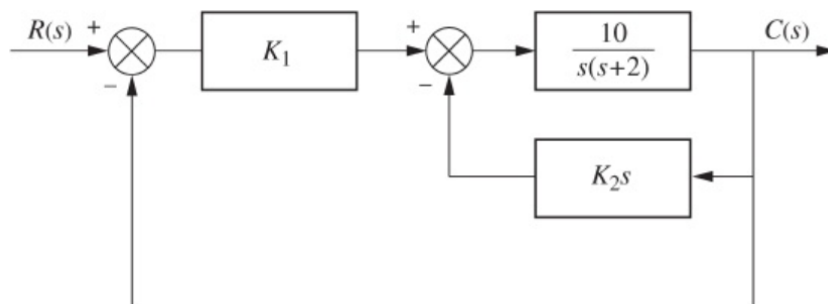 R(s) + K₁ + 10 C(s)
− − s(s+2)
K₂s